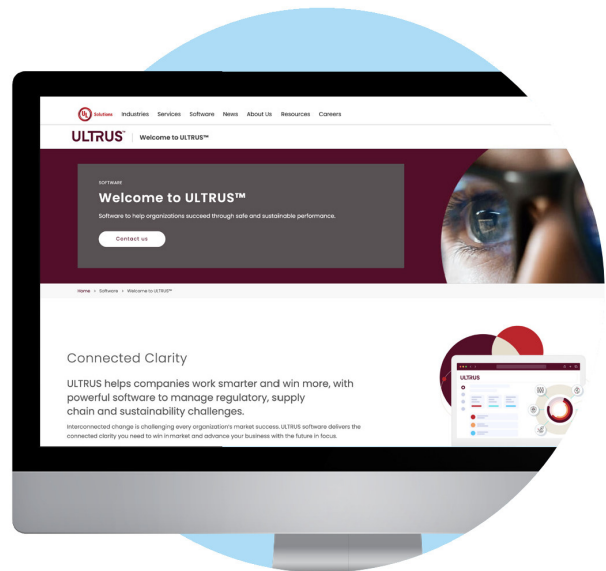 UL Solutions Industries Services Software News About Us Resources Careers
ULTRUS™ Welcome to ULTRUS™
SOFTWARE
Welcome to ULTRUS™
Software to help organizations succeed through safe and sustainable performance.
Contact us
Home > Software > Welcome to ULTRUS™
Connected Clarity
ULTRUS helps companies work smarter and win more, with
powerful software to manage regulatory, supply
chain and sustainability challenges.
Interconnected change is challenging every organization's market success. ULTRUS software delivers the
connected clarity you need to win in market and advance your business with the future in focus.
ULTRUS